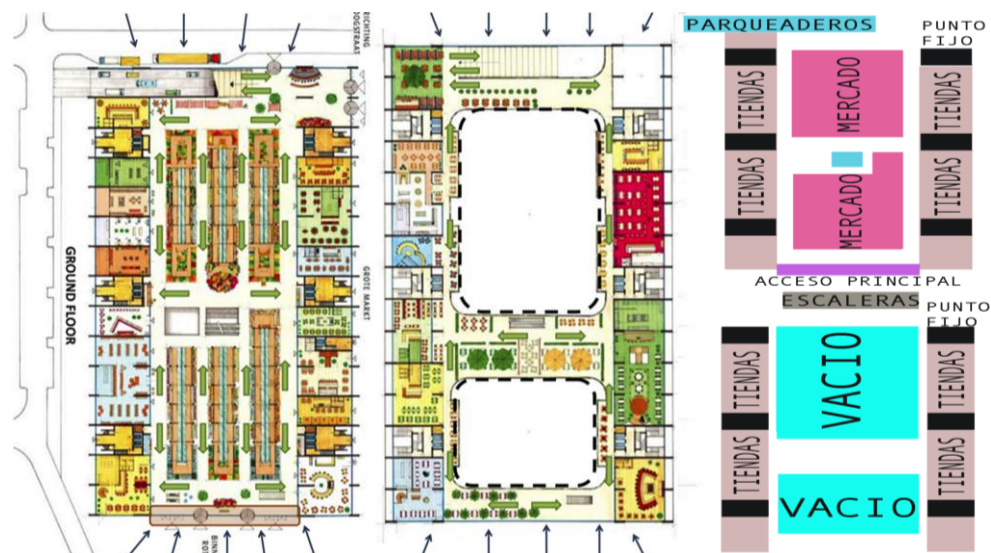 RICHTING
GROUND FLOOR
GROTE MARKT
PARQUEADEROS
PUNTO
FIJO
TIENDAS
MERCADO
TIENDAS
TIENDAS
MERCADO
TIENDAS
ACCESO PRINCIPAL
ESCALERAS
PUNTO
FIJO
TIENDAS
VACIO
TIENDAS
TIENDAS
VACIO
TIENDAS